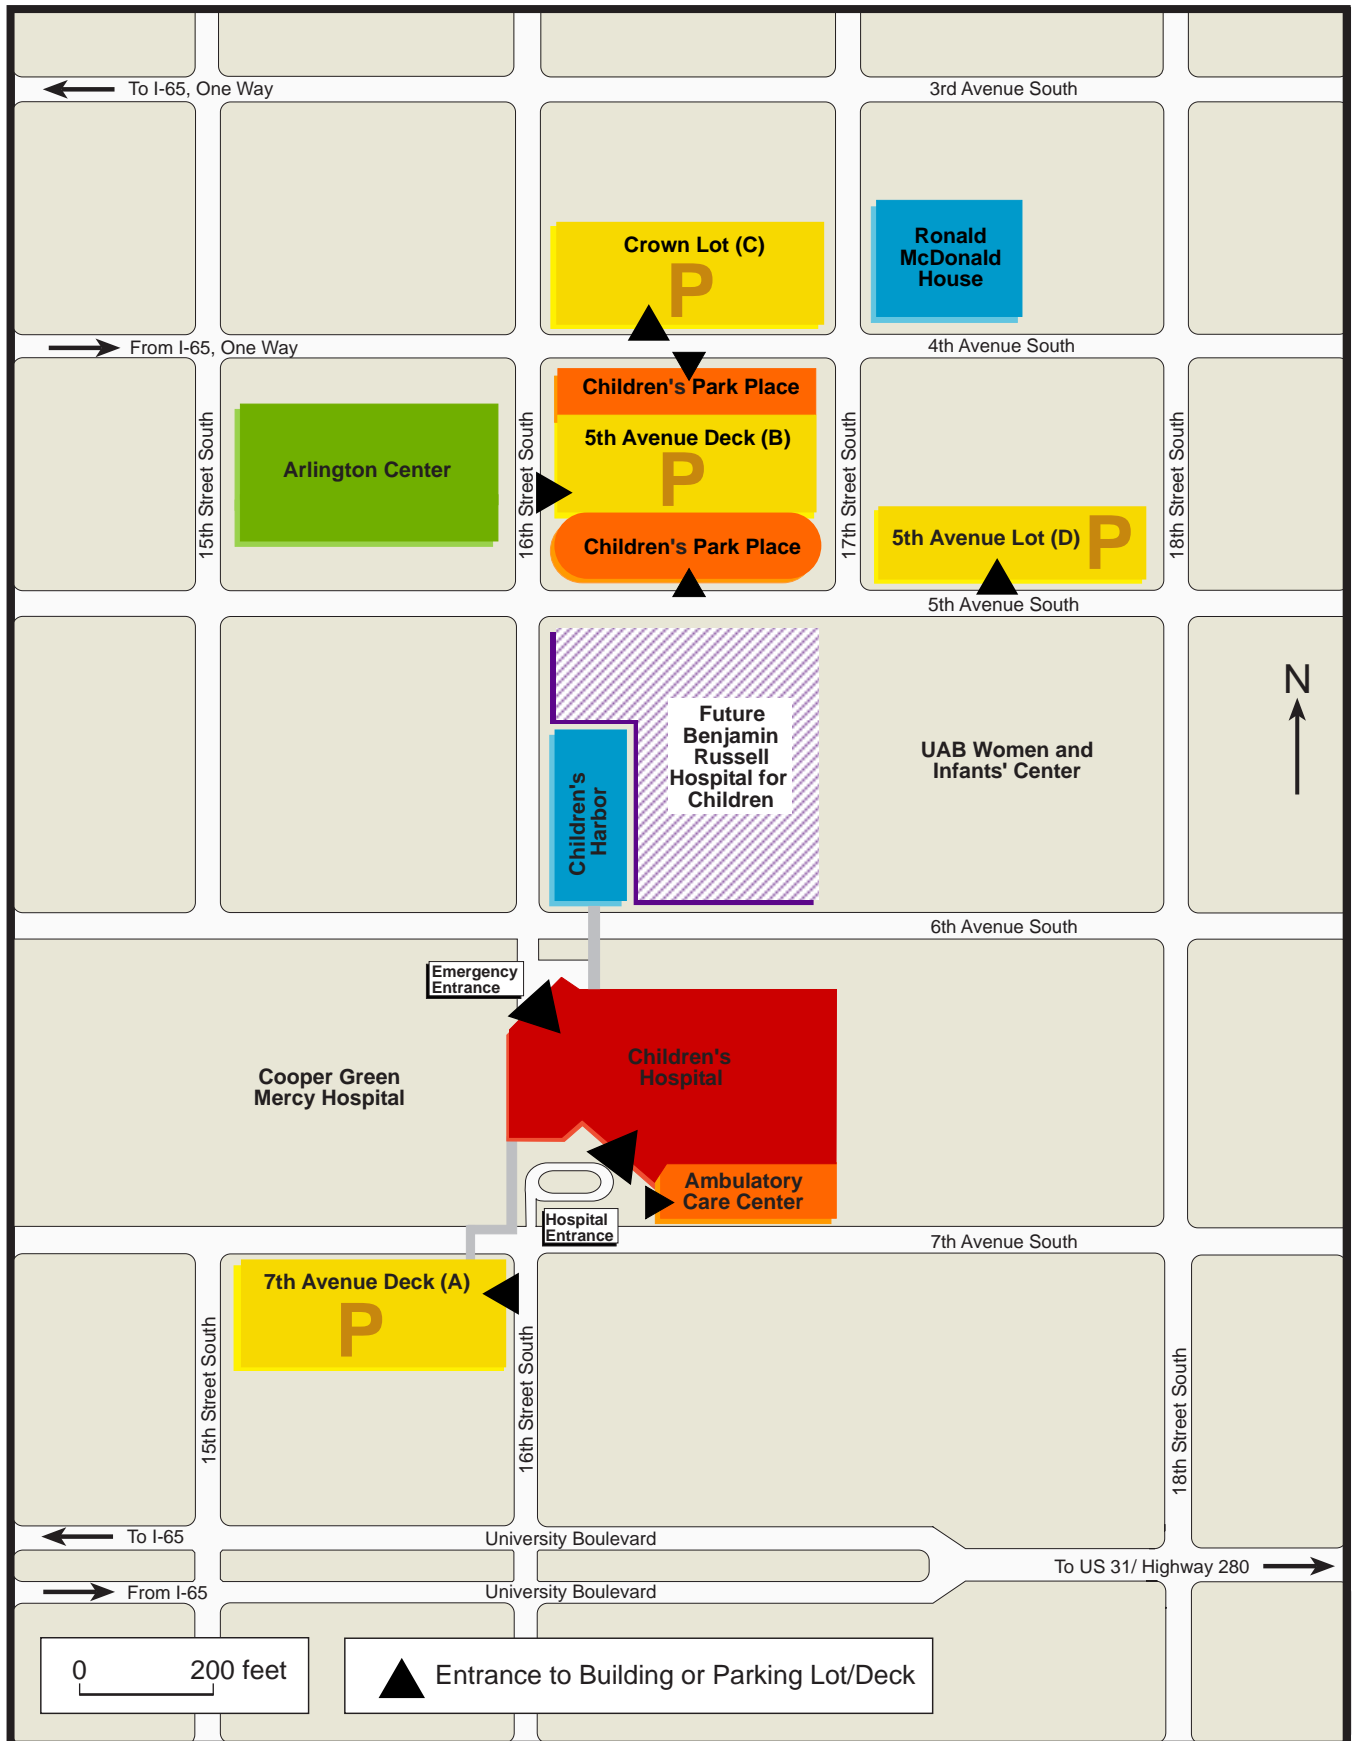 To I-65, One Way
3rd Avenue South
Crown Lot (C)
P
Ronald
McDonald
House
From I-65, One Way
4th Avenue South
Children's Park Place
5th Avenue Deck (B)
P
Arlington Center
15th Street South
16th Street South
17th Street South
18th Street South
5th Avenue Lot (D)
P
Children's Park Place
5th Avenue South
N
Future
Benjamin
Russell
Hospital for
Children
UAB Women and
Infants' Center
Children's
Harbor
6th Avenue South
Emergency
Entrance
Children's
Hospital
Cooper Green
Mercy Hospital
Ambulatory
Care Center
Hospital
Entrance
7th Avenue South
7th Avenue Deck (A)
P
15th Street South
16th Street South
18th Street South
To I-65
University Boulevard
To US 31/ Highway 280
From I-65
University Boulevard
0 200 feet
Entrance to Building or Parking Lot/Deck